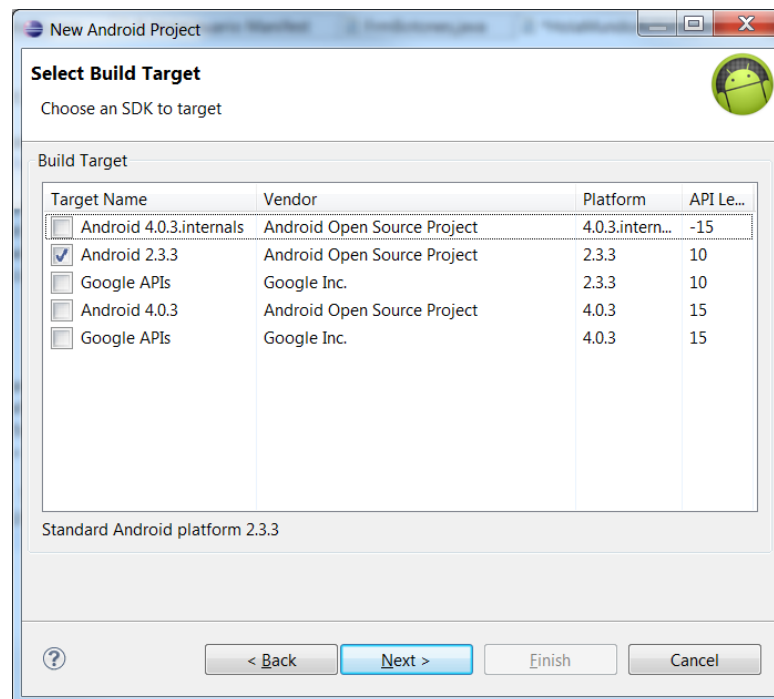 New Android Project
Select Build Target
Choose an SDK to target
Build Target
Target Name Vendor Platform API Le...
Android 4.0.3.internals Android Open Source Project 4.0.3.intern... -15
Android 2.3.3 Android Open Source Project 2.3.3 10
Google APIs Google Inc. 2.3.3 10
Android 4.0.3 Android Open Source Project 4.0.3 15
Google APIs Google Inc. 4.0.3 15
Standard Android platform 2.3.3
? < Back Next > Finish Cancel